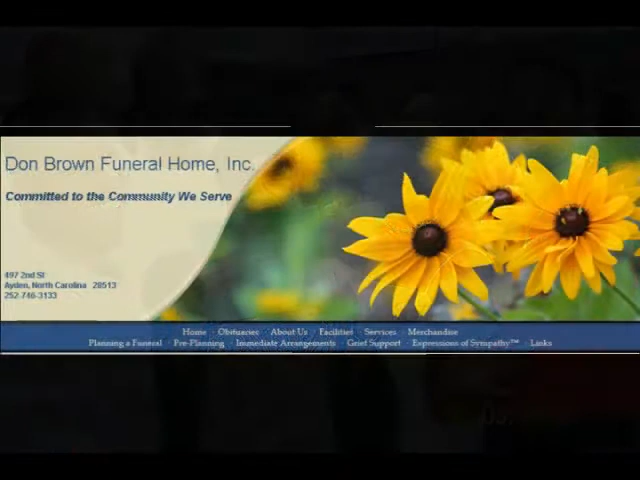 Don Brown Funeral Home, Inc.
Committed to the Community We Serve
497 2nd St
Ayden, North Carolina 28513
252-746-3133
Home · Obituaries · About Us · Facilities · Services · Merchandise
Planning a Funeral · Pre-Planning · Immediate Arrangements · Grief Support · Expressions of Sympathy™ · Links